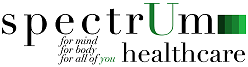 spectrUm
for mind
for body
for all of you
healthcare